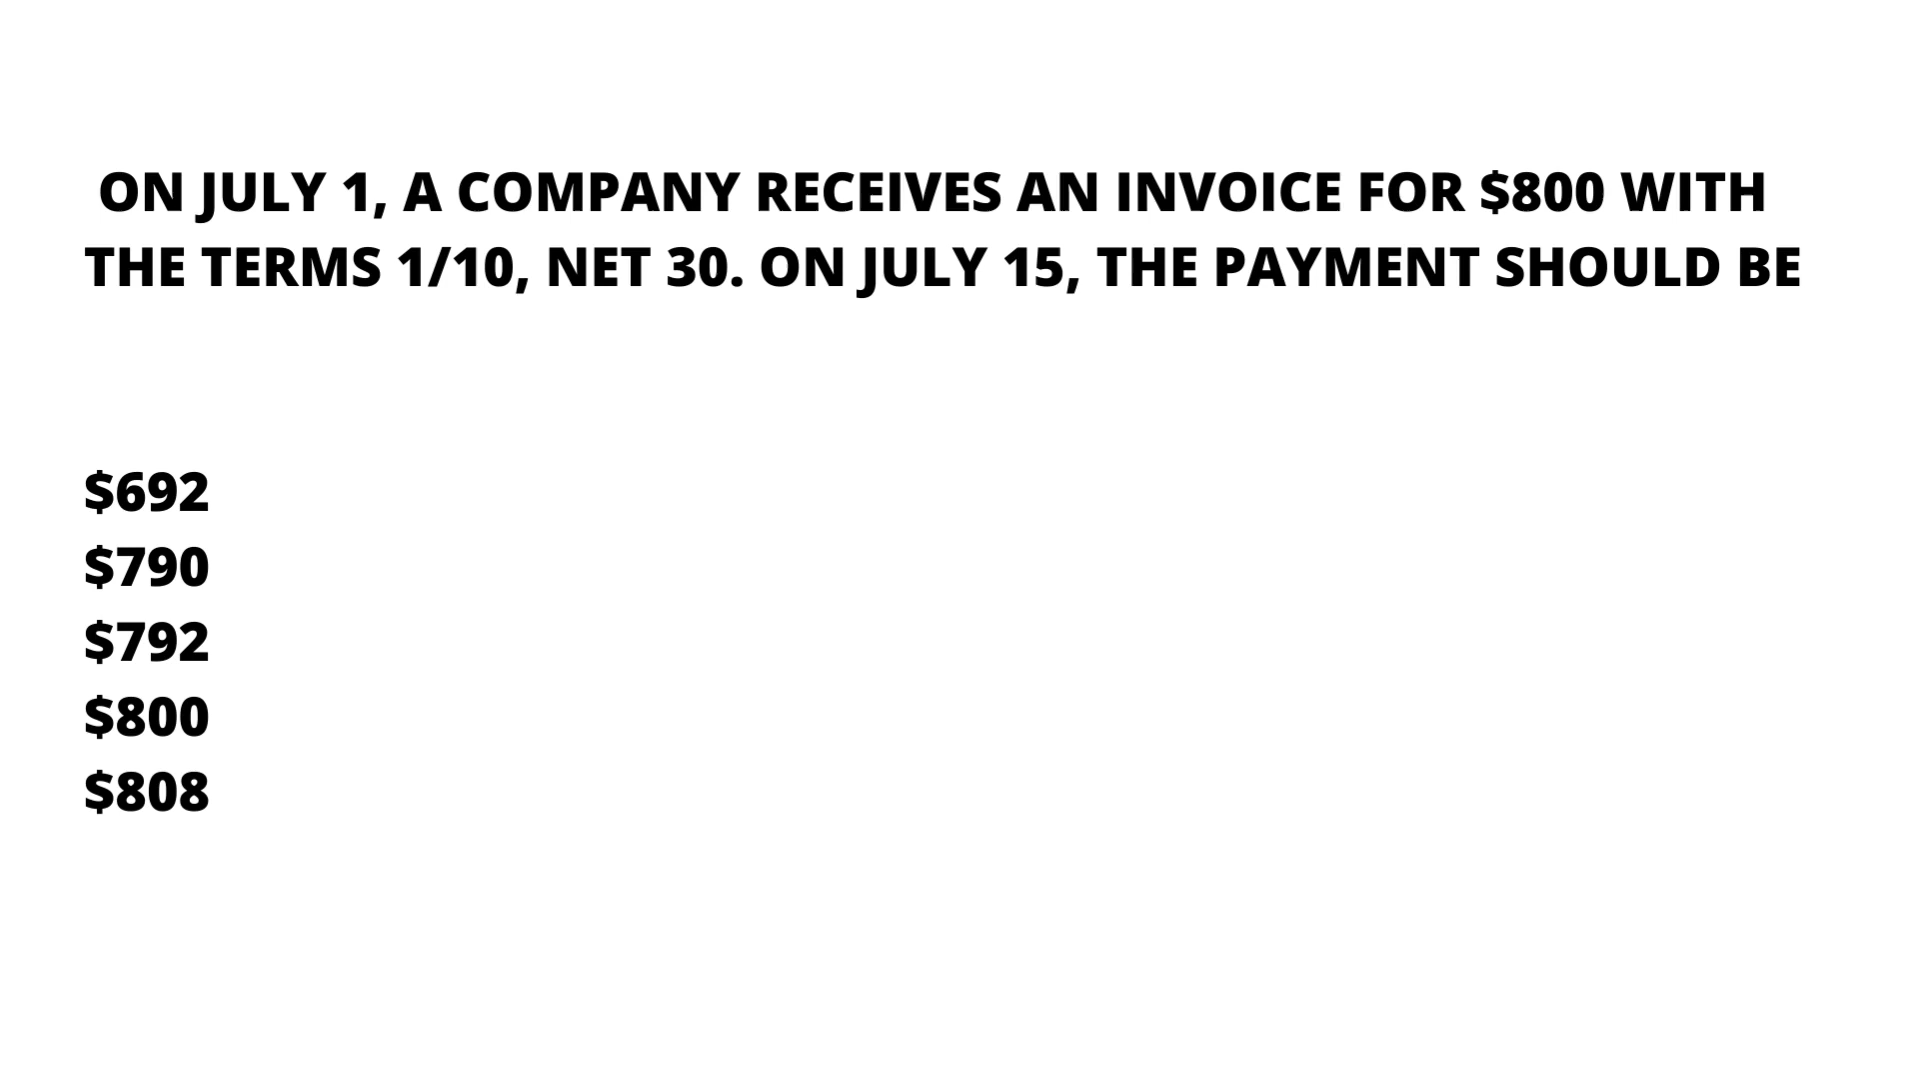 ON JULY 1, A COMPANY RECEIVES AN INVOICE FOR $800 WITH
THE TERMS 1/10, NET 30. ON JULY 15, THE PAYMENT SHOULD BE
$692
$790
$792
$800
$808